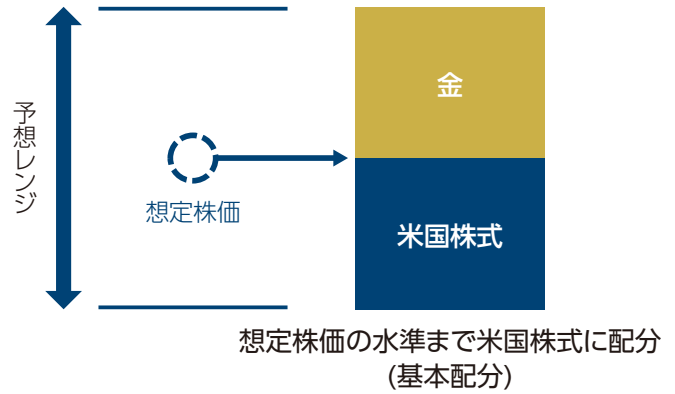 予想レンジ
金
想定株価
米国株式
想定株価の水準まで米国株式に配分
(基本配分)